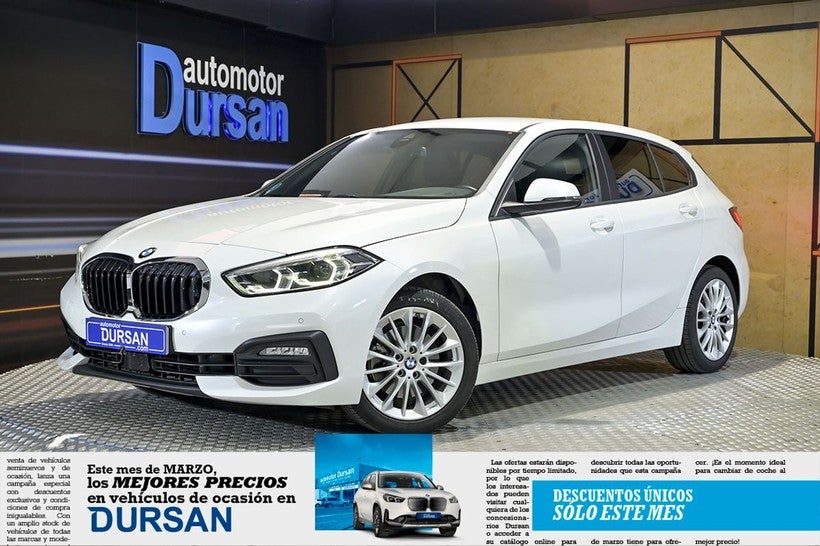 automotor
DURSAN
automotor
DURSAN
.com
venta de vehículos
seminuevos y de
ocasión, lanza una
campaña especial
con descuentos
exclusivos y condi-
ciones de compra
inigualables. Con
un amplio stock de
vehículos de todas
las marcas y mode-
Este mes de MARZO,
los MEJORES PRECIOS
en vehículos de ocasión en
DURSAN
automotor Dursan
Las ofertas estarán dispo-
nibles por tiempo limitado,
por lo que
los interesa-
dos pueden
visitar cual-
quiera de los
concesiona-
rios Dursan
o acceder a
su catálogo online para
descubrir todas las oportu-
nidades que esta campaña
de marzo tiene para ofre-
cer. ¡Es el momento ideal
para cambiar de coche al
mejor precio!
DESCUENTOS ÚNICOS
SÓLO ESTE MES